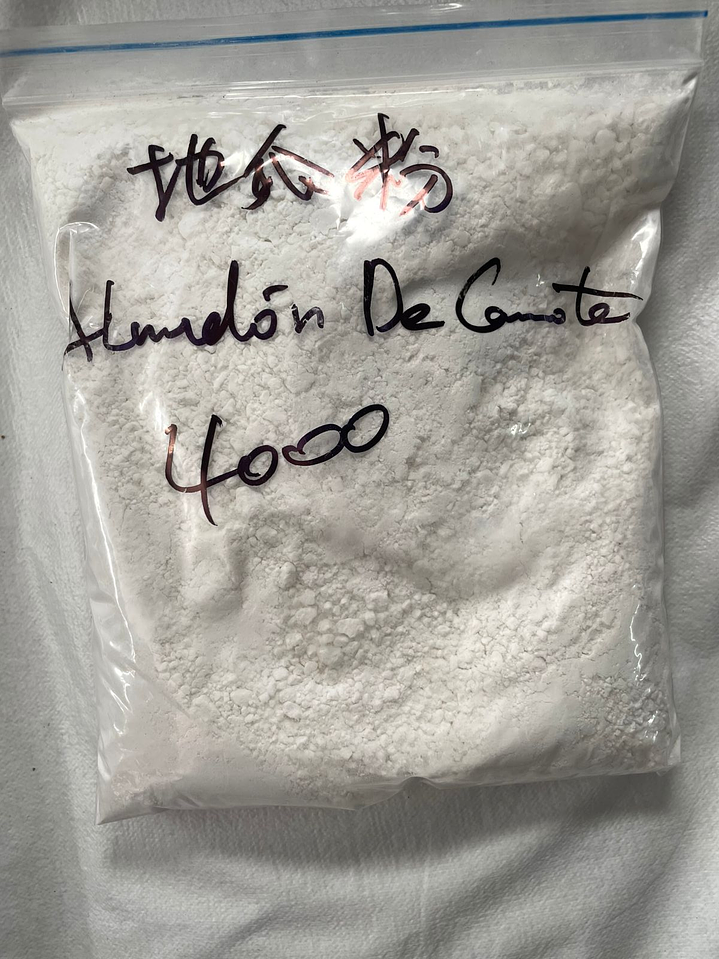 地瓜粉
Almidón De Camote
4000